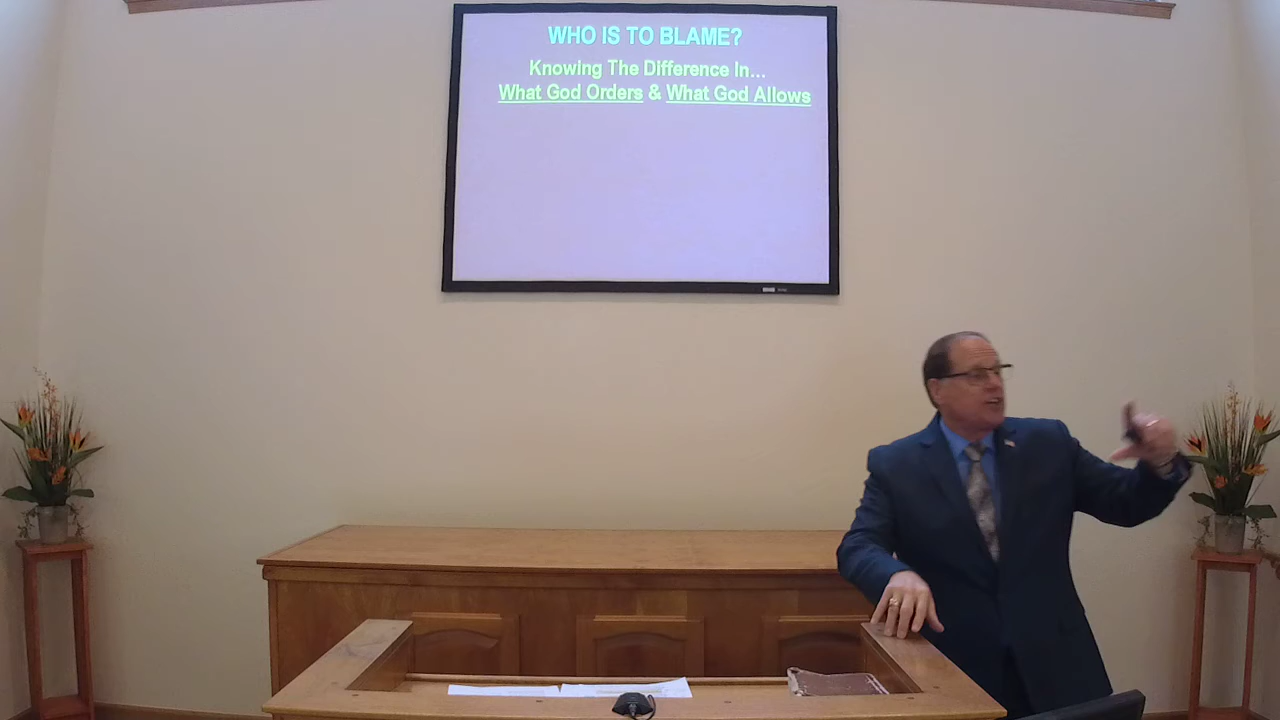 WHO IS TO BLAME?
Knowing The Difference In...
What God Orders & What God Allows